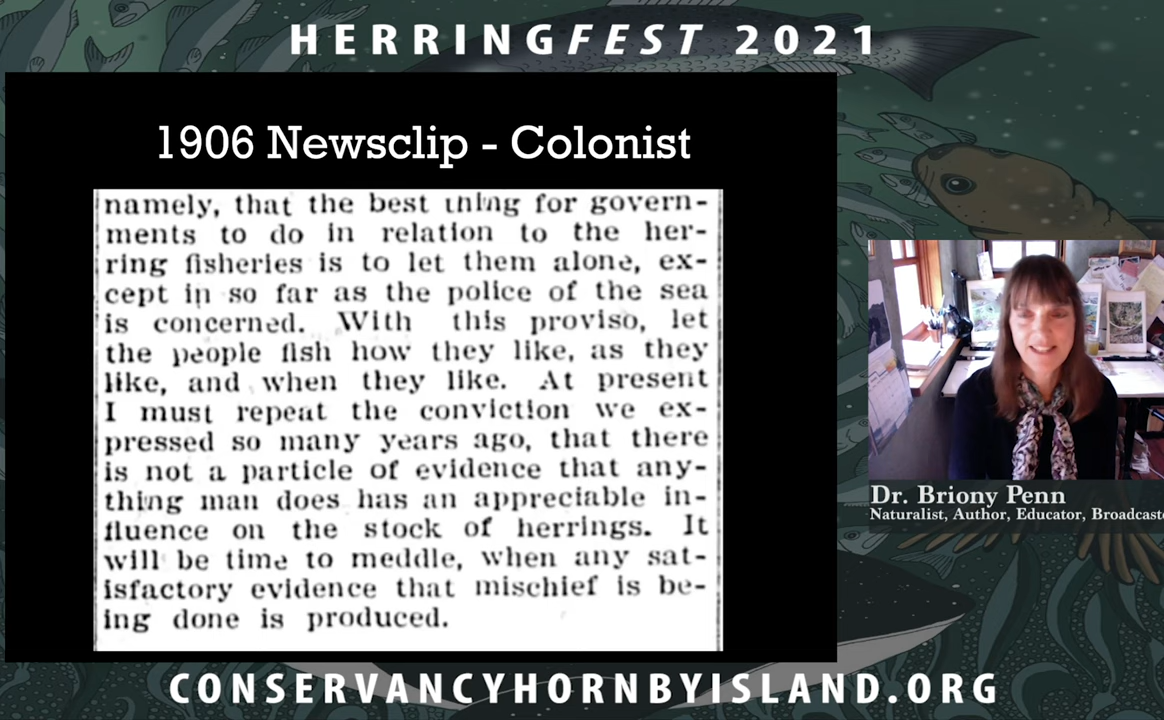 HERRINGFEST 2021
1906 Newsclip - Colonist
namely, that the best thing for govern-
ments to do in relation to the her-
ring fisheries is to let them alone, ex-
cept in so far as the police of the sea
is concerned. With this proviso, let
the people fish how they like, as they
like, and when they like. At present
I must repeat the conviction we ex-
pressed so many years ago, that there
is not a particle of evidence that any-
thing man does has an appreciable in-
fluence on the stock of herrings. It
will be time to meddle, when any sat-
isfactory evidence that mischief is be-
ing done is produced.
Dr. Briony Penn
Naturalist, Author, Educator, Broadcaste
CONSERVANCYHORNBYISLAND.ORG